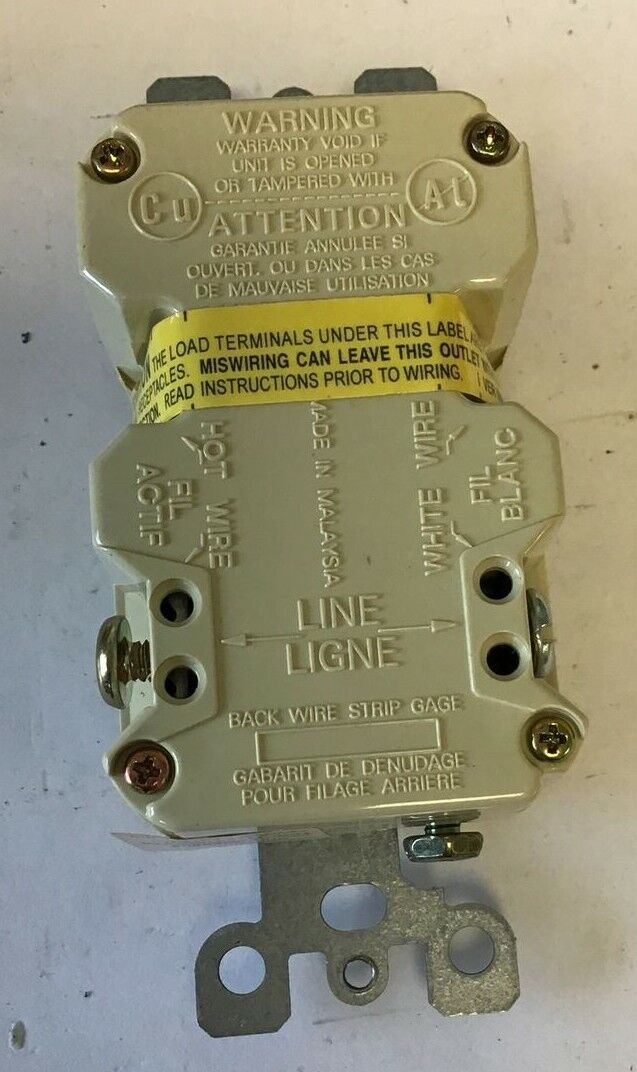 WARNING
WARRANTY VOID IF
UNIT IS OPENED
OR TAMPERED WITH
Cu
Al
ATTENTION
GARANTIE ANNULEE SI
OUVERT. OU DANS LES CAS
DE MAUVAISE UTILISATION
THE LOAD TERMINALS UNDER THIS LABEL
MISWIRING CAN LEAVE THIS OUTLET
READ INSTRUCTIONS PRIOR TO WIRING.
HOT WIRE
FIL
ACTIF
MADE IN MALAYSIA
WHITE WIRE
FIL
BLANC
LINE
LIGNE
BACK WIRE STRIP GAGE
GABARIT DE DENUDAGE
POUR FILAGE ARRIERE